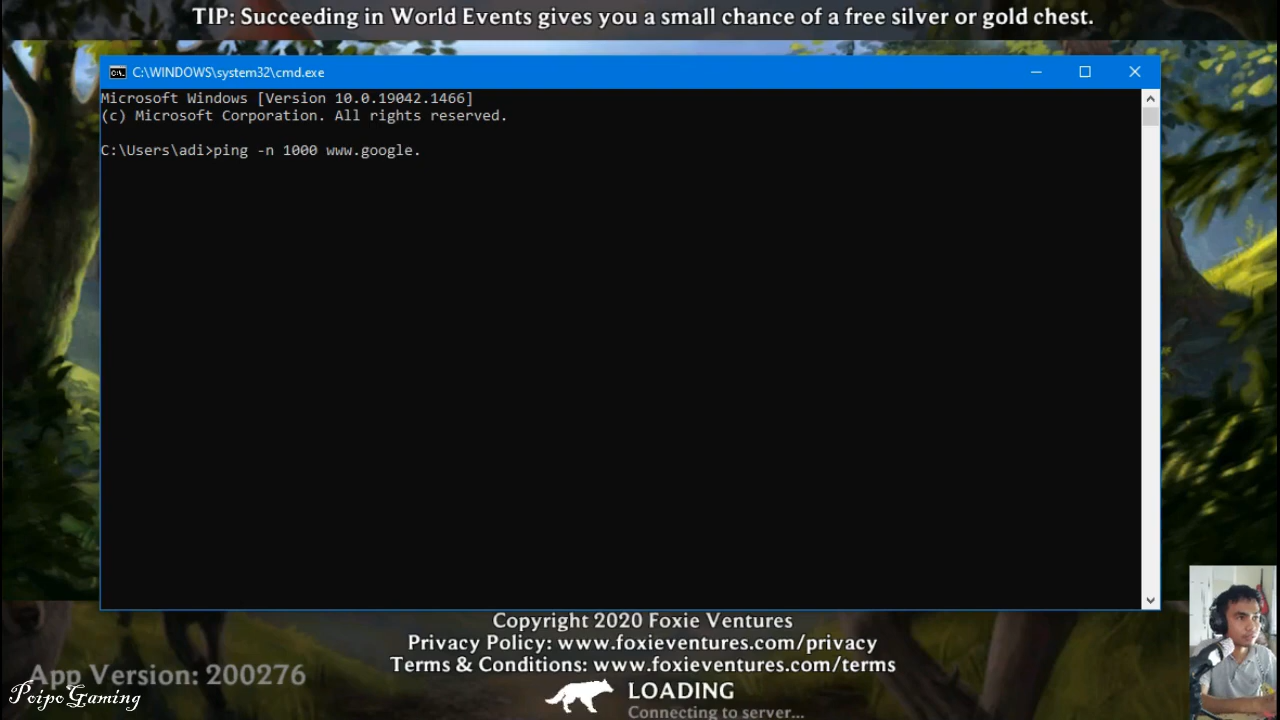 TIP: Succeeding in World Events gives you a small chance of a free silver or gold chest.
C:\WINDOWS\system32\cmd.exe
Microsoft Windows [Version 10.0.19042.1466]
(c) Microsoft Corporation. All rights reserved.
C:\Users\adi>ping -n 1000 www.google.
Copyright 2020 Foxie Ventures
Privacy Policy: www.foxieventures.com/privacy
Terms & Conditions: www.foxieventures.com/terms
App Version: 200276
PoipoGaming
LOADING
Connecting to server...